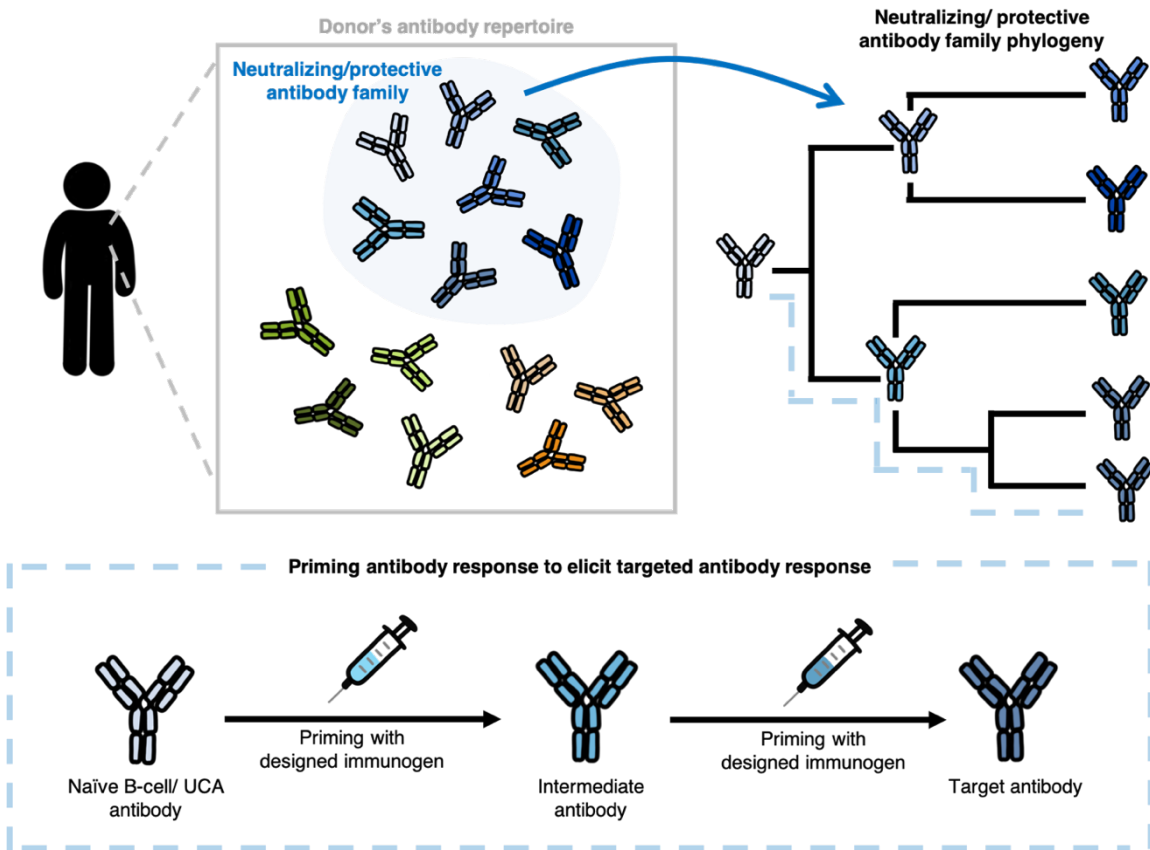 Donor's antibody repertoire
Neutralizing/protective
antibody family
Neutralizing/ protective
antibody family phylogeny
Priming antibody response to elicit targeted antibody response
Priming with
designed immunogen
Priming with
designed immunogen
Naïve B-cell/ UCA
antibody
Intermediate
antibody
Target antibody